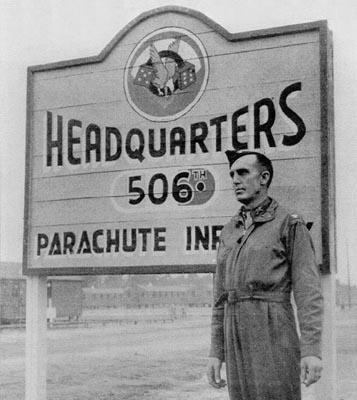 HEADQUARTERS
506TH
PARACHUTE INF Y